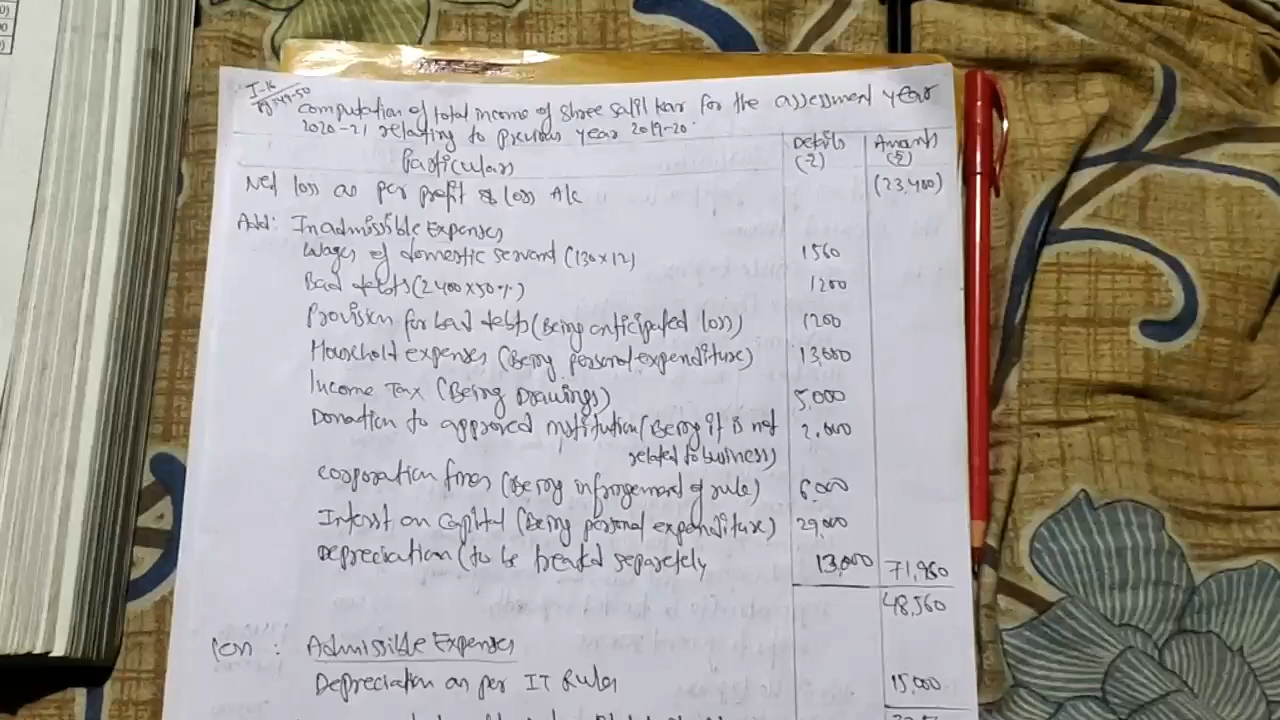 I-16
computation of total income of Shree Salil kar for the assessment year
2020-21 relating to previous year 2019-20.
Particulars
Details
(₹)
Amounts
(₹)
Net loss as per profit & loss A/c
(23,400)
Add: Inadmissible Expenses
Wages of domestic servant (130×12)
1560
Bad debts (2400×50%)
1200
Provision for bad debts (Being anticipated loss)
1200
Household expenses (Being personal expenditure)
13,000
Income Tax (Being Drawings)
5,000
Donation to approved institution (Being it is not
2,000
related to business)
corporation fines (Being infringement of rule)
6,000
Interest on capital (Being personal expenditure)
29,000
Depreciation (to be treated separately
13,000
71,960
48,560
Admissible Expenses
Depreciation as per IT Rules
15,000